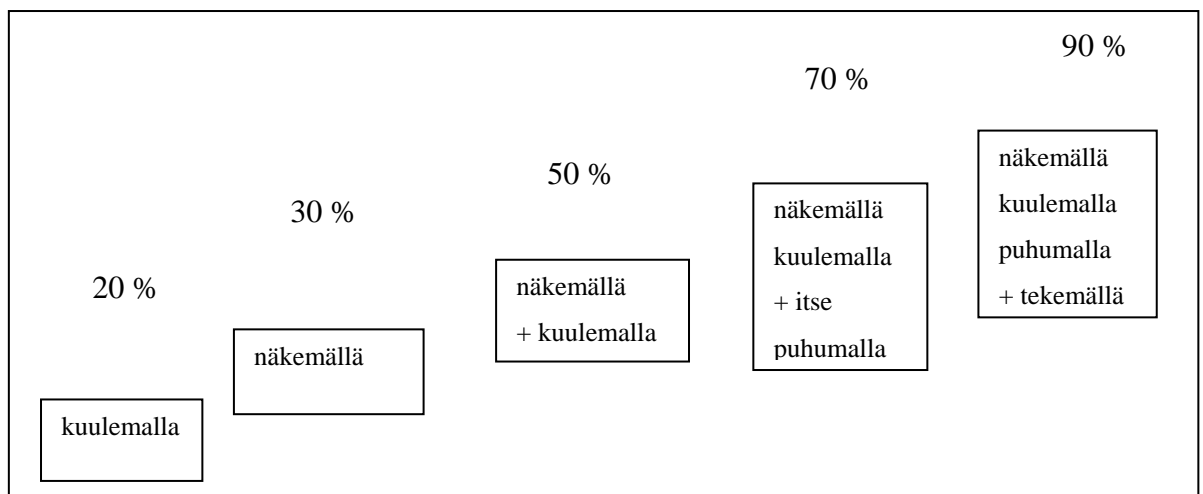 20 %
kuulemalla
30 %
näkemällä
50 %
näkemällä
+ kuulemalla
70 %
näkemällä
kuulemalla
+ itse
puhumalla
90 %
näkemällä
kuulemalla
puhumalla
+ tekemällä